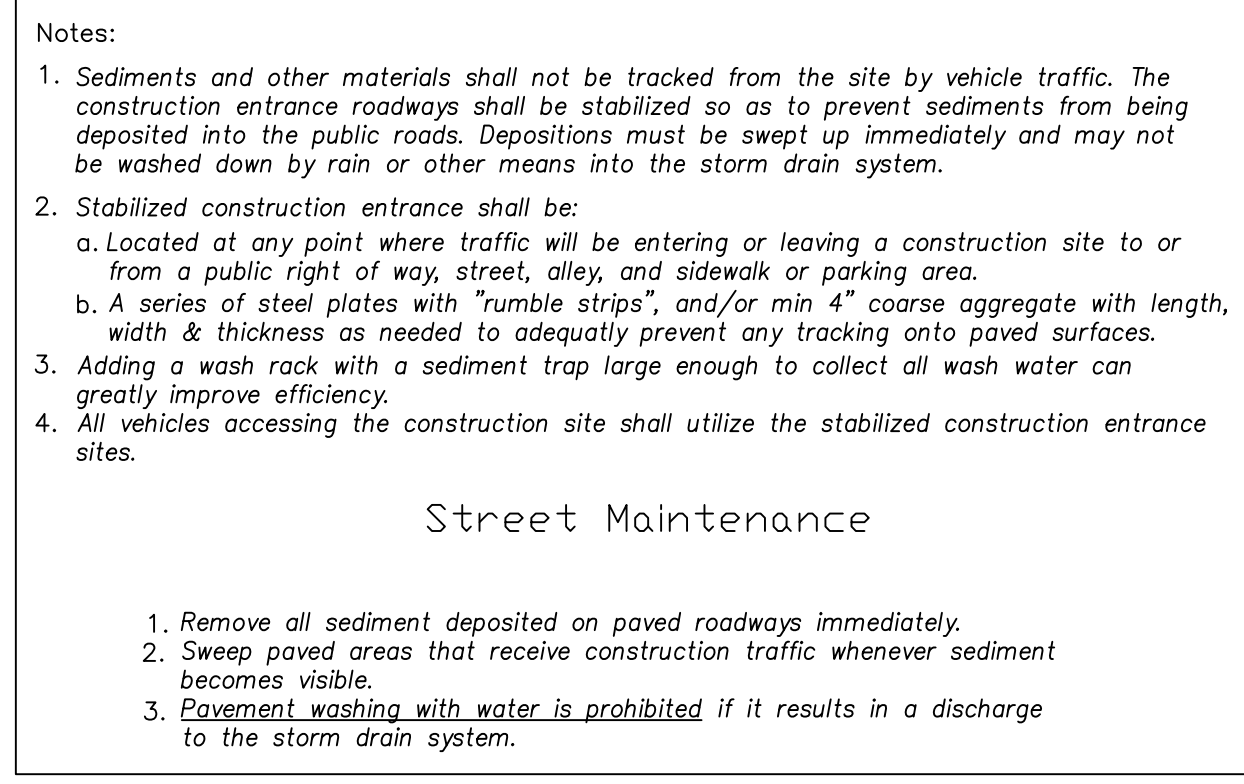 Notes:
1. Sediments and other materials shall not be tracked from the site by vehicle traffic. The
construction entrance roadways shall be stabilized so as to prevent sediments from being
deposited into the public roads. Depositions must be swept up immediately and may not
be washed down by rain or other means into the storm drain system.
2. Stabilized construction entrance shall be:
a. Located at any point where traffic will be entering or leaving a construction site to or
from a public right of way, street, alley, and sidewalk or parking area.
b. A series of steel plates with "rumble strips", and/or min 4" coarse aggregate with length,
width & thickness as needed to adequatly prevent any tracking onto paved surfaces.
3. Adding a wash rack with a sediment trap large enough to collect all wash water can
greatly improve efficiency.
4. All vehicles accessing the construction site shall utilize the stabilized construction entrance
sites.
Street Maintenance
1. Remove all sediment deposited on paved roadways immediately.
2. Sweep paved areas that receive construction traffic whenever sediment
becomes visible.
3. Pavement washing with water is prohibited if it results in a discharge
to the storm drain system.